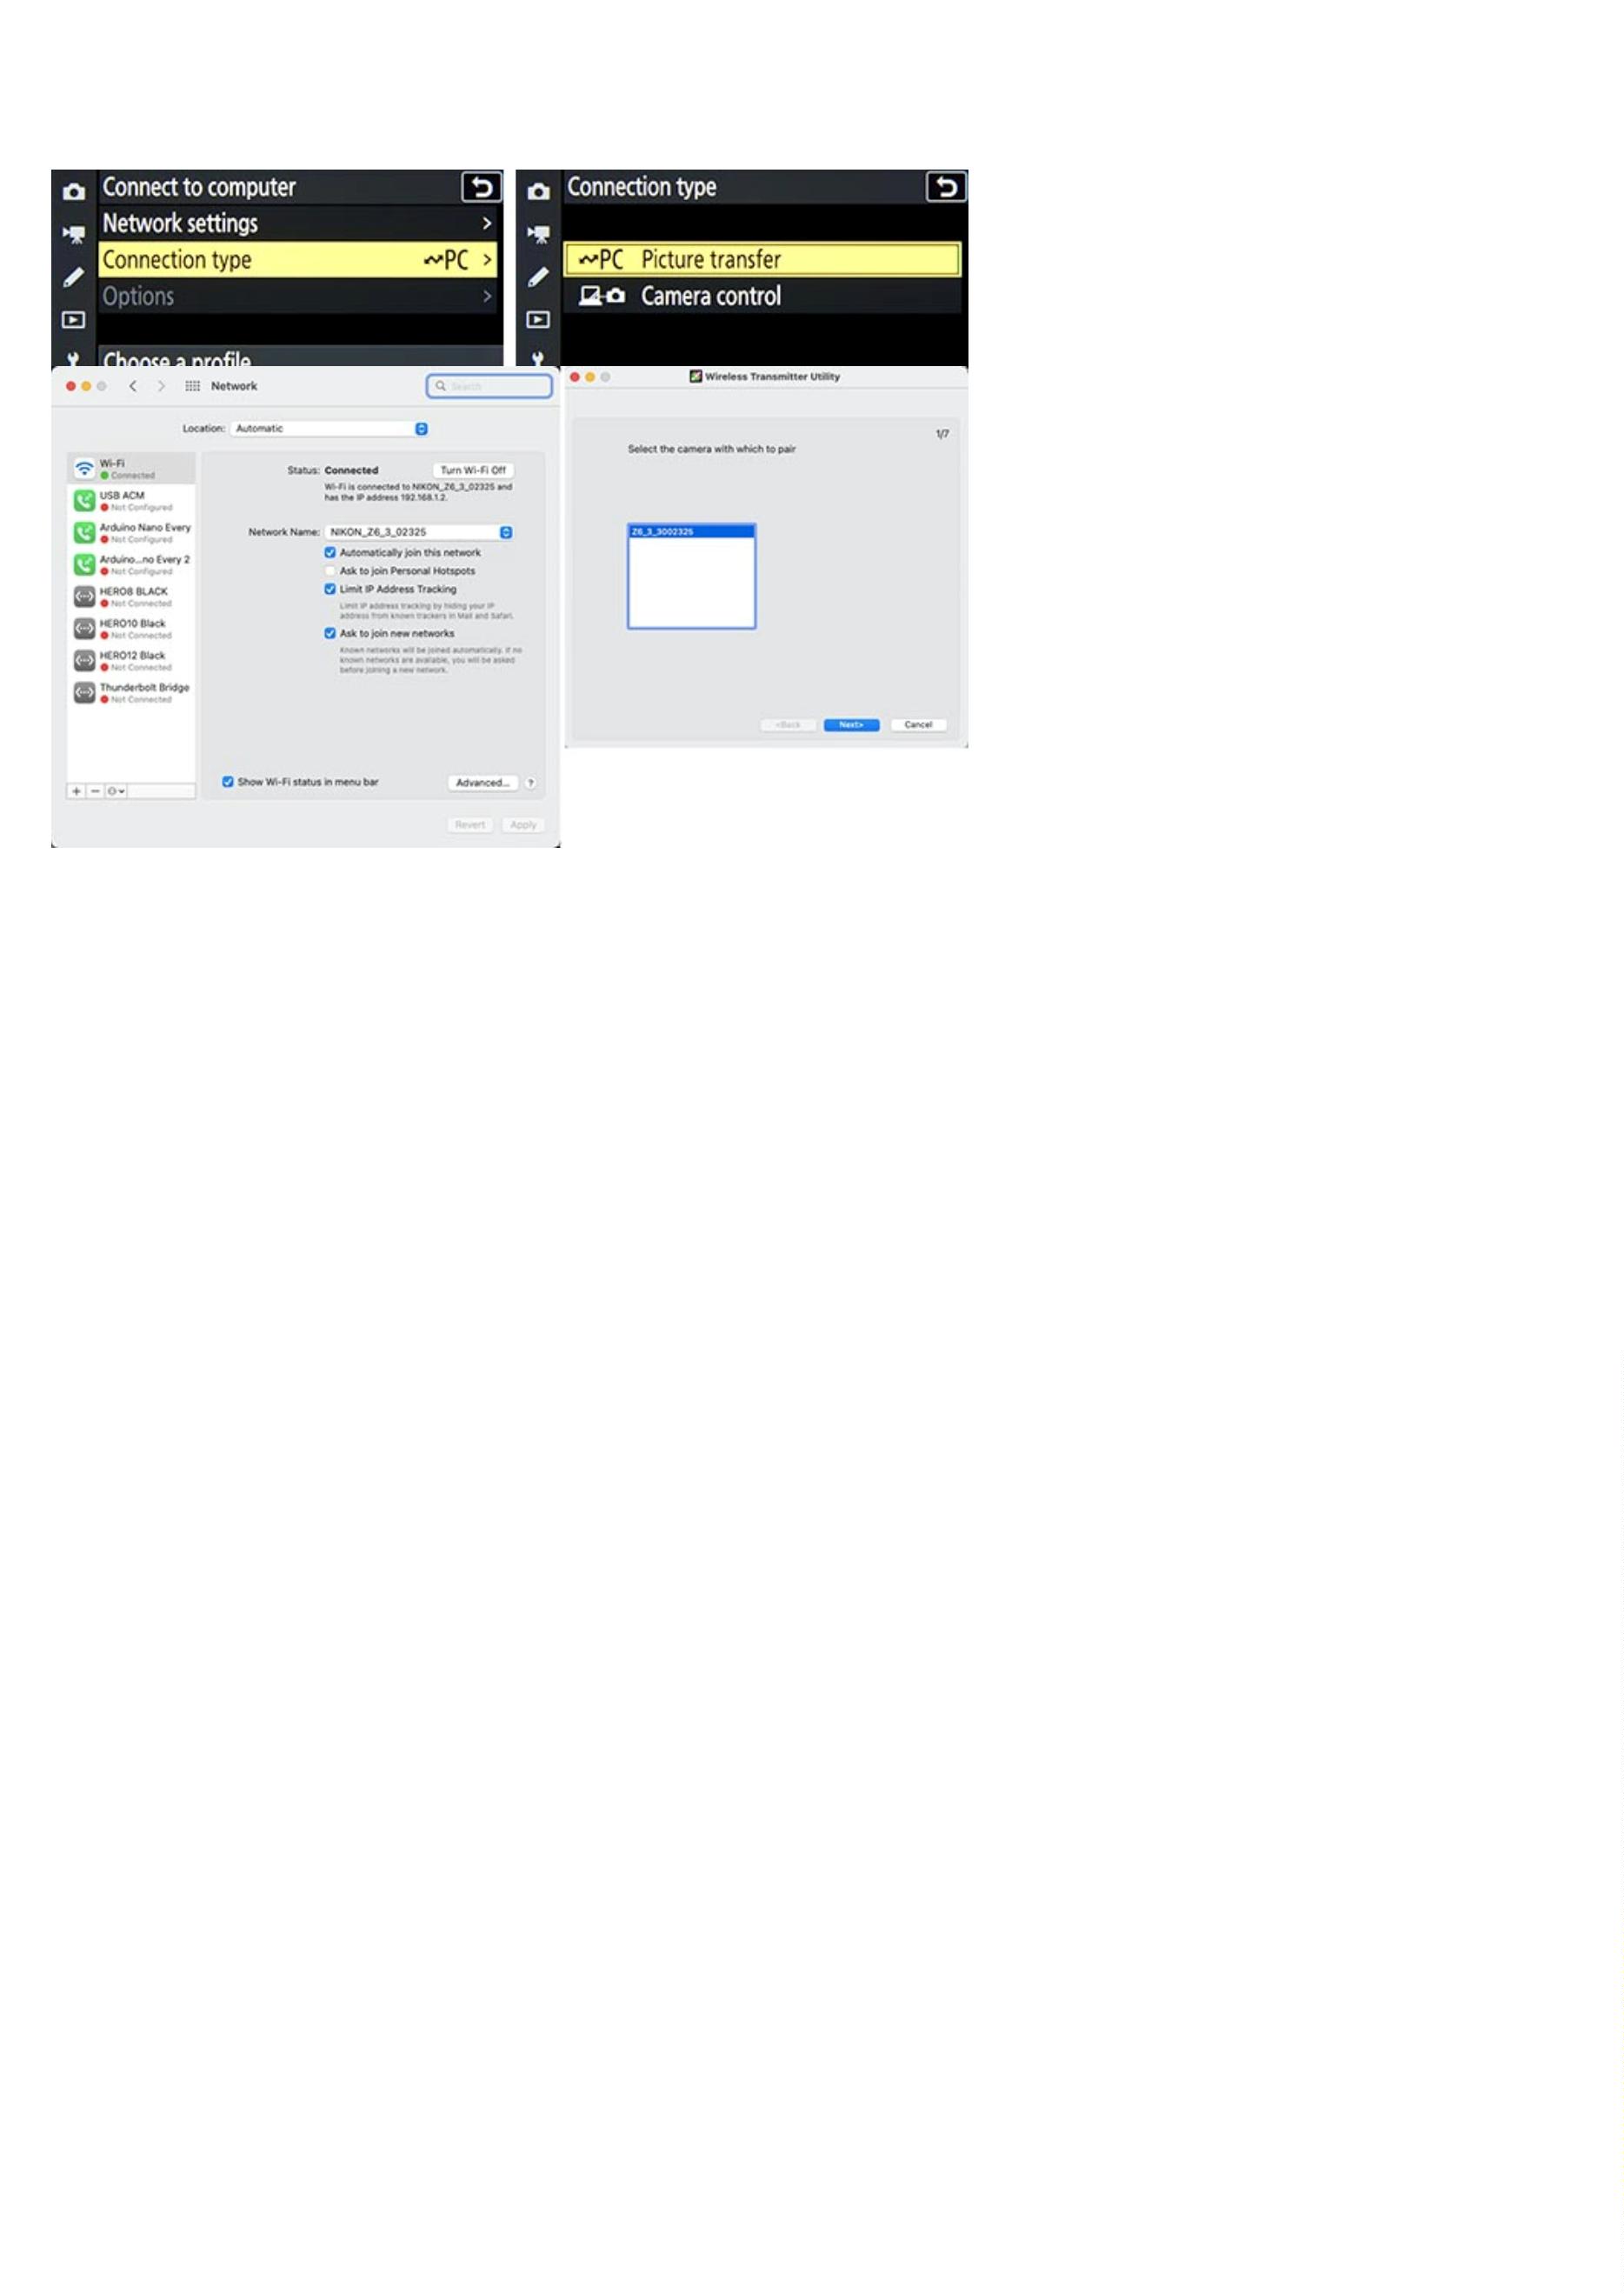 Connect to computer
Network settings
Connection type PC
Options
Choose a profile
Connection type
PC Picture transfer
Camera control
Network
Search
Location: Automatic
Wi-Fi
Connected
USB ACM
Not Configured
Arduino Nano Every
Not Configured
Arduino...no Every 2
Not Configured
HERO8 BLACK
Not Connected
HERO10 Black
Not Connected
HERO12 Black
Not Connected
Thunderbolt Bridge
Not Connected
Status: Connected
Turn Wi-Fi Off
Wi-Fi is connected to NIKON_Z6_3_02325 and
has the IP address 192.168.1.2.
Network Name: NIKON_Z6_3_02325
Automatically join this network
Ask to join Personal Hotspots
Limit IP Address Tracking
Limit IP address tracking by hiding your IP
address from known trackers in Mail and Safari.
Ask to join new networks
Known networks will be joined automatically. If no
known networks are available, you will be asked
before joining a new network.
Show Wi-Fi status in menu bar
Advanced... ?
Revert Apply
Wireless Transmitter Utility
1/7
Select the camera with which to pair
Z6_3_3002325
<Back Next> Cancel